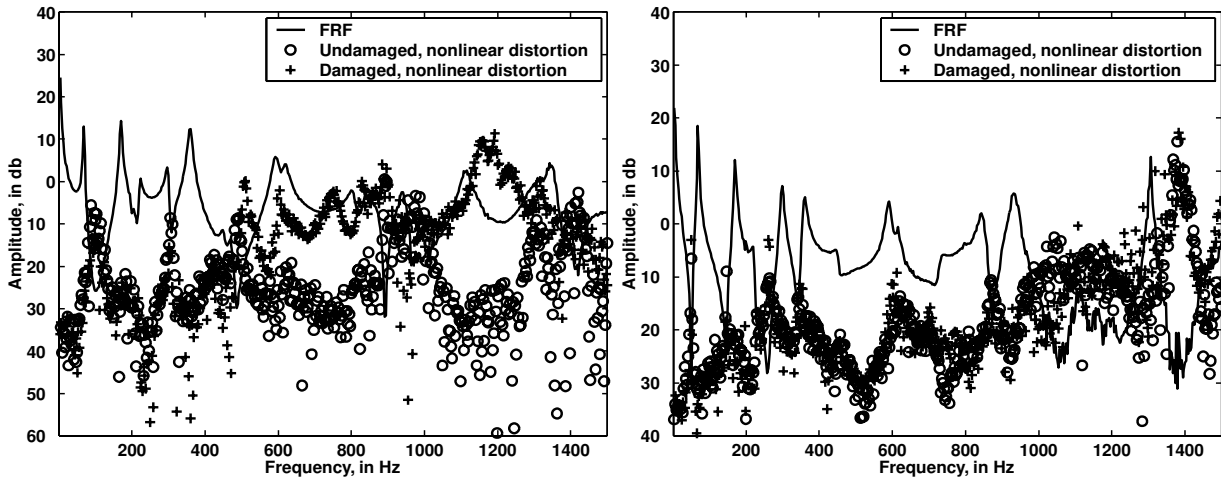 40
30
20
10
0
10
20
30
40
50
60
Amplitude, in db
200 400 600 800 1000 1200 1400
Frequency, in Hz
FRF
Undamaged, nonlinear distortion
Damaged, nonlinear distortion
40
30
20
10
0
10
20
30
40
Amplitude, in db
200 400 600 800 1000 1200 1400
Frequency, in Hz
FRF
Undamaged, nonlinear distortion
Damaged, nonlinear distortion